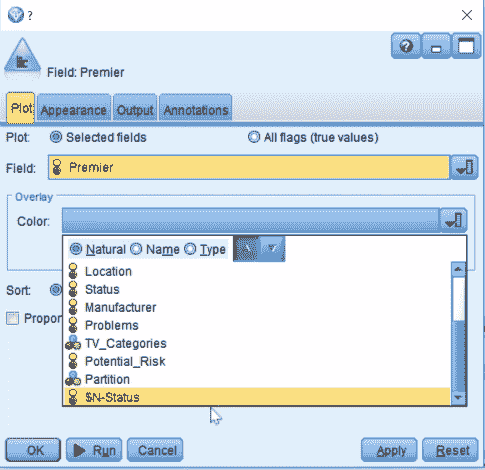 ?
Field: Premier
Plot Appearance Output Annotations
Plot: Selected fields All flags (true values)
Field: Premier
Overlay
Color:
Natural Name Type
Location
Status
Manufacturer
Sort:
Problems
Propor
TV_Categories
Potential_Risk
Partition
$N-Status
OK Run Cancel Apply Reset